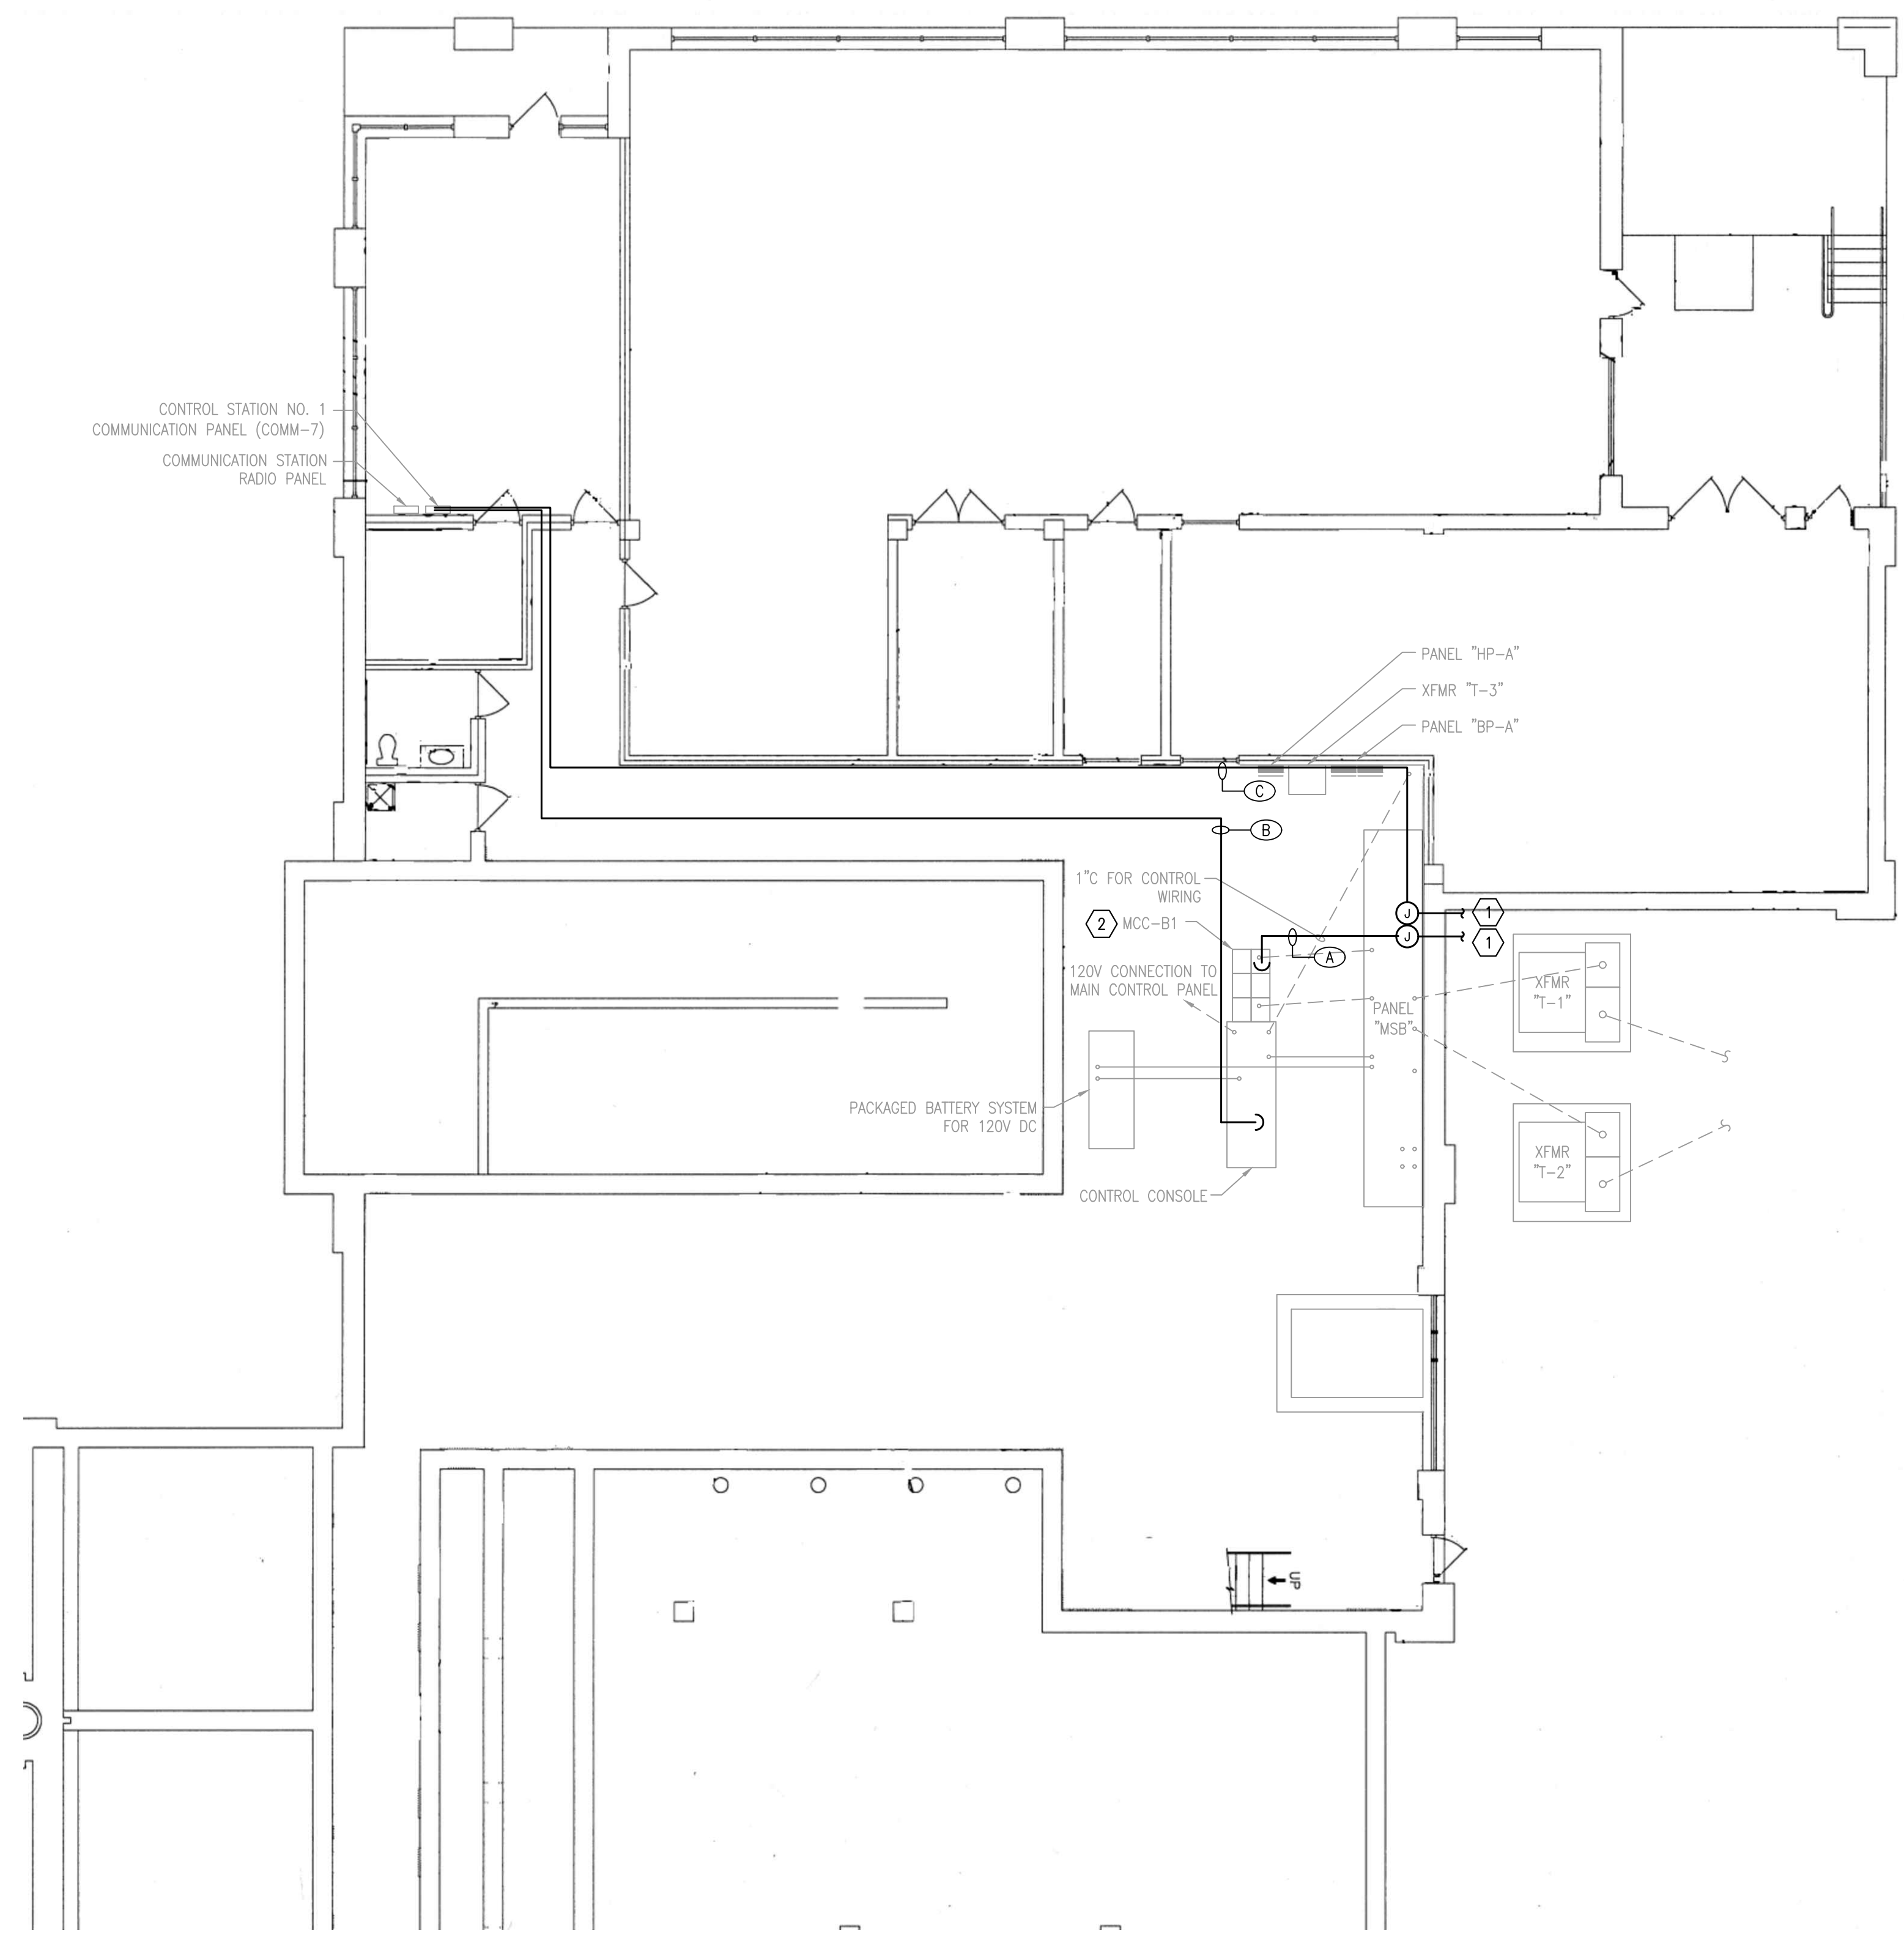 CONTROL STATION NO. 1
COMMUNICATION PANEL (COMM-7)
COMMUNICATION STATION
RADIO PANEL
PANEL "HP-A"
XFMR "T-3"
PANEL "BP-A"
C
B
1"C FOR CONTROL
WIRING
2 MCC-B1
J
1
J
1
A
120V CONNECTION TO
MAIN CONTROL PANEL
PANEL
"MSB"
XFMR
"T-1"
PACKAGED BATTERY SYSTEM
FOR 120V DC
XFMR
"T-2"
CONTROL CONSOLE
UP